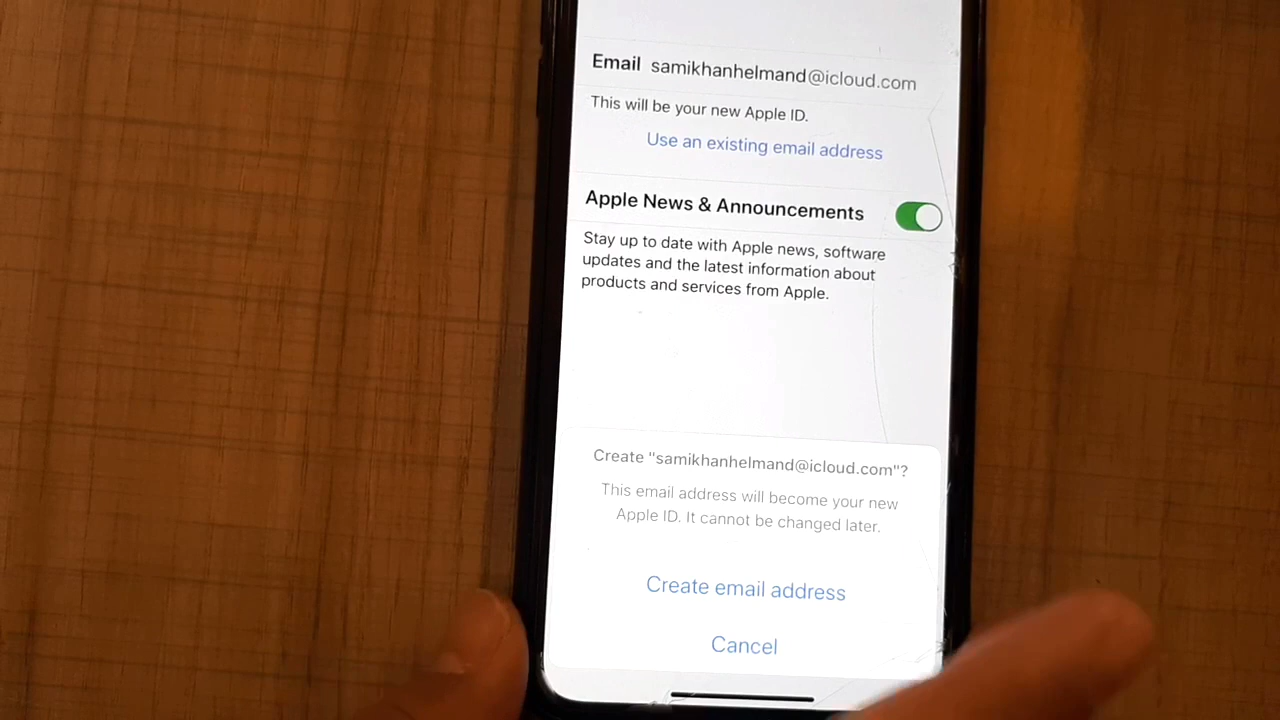 Email samikhanhelmand@icloud.com
This will be your new Apple ID.
Use an existing email address
Apple News & Announcements
Stay up to date with Apple news, software
updates and the latest information about
products and services from Apple.
Create "samikhanhelmand@icloud.com"?
This email address will become your new
Apple ID. It cannot be changed later.
Create email address
Cancel